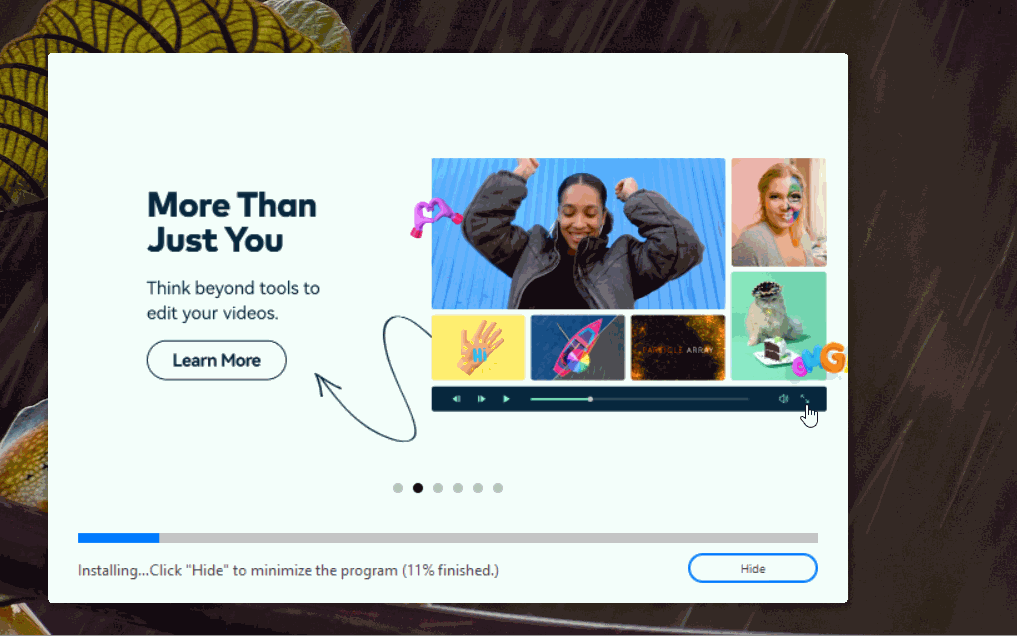 More Than
Just You
Think beyond tools to
edit your videos.
Learn More
HI
PARTICLE ARRAY
OMG
Installing...Click "Hide" to minimize the program (11% finished.)
Hide